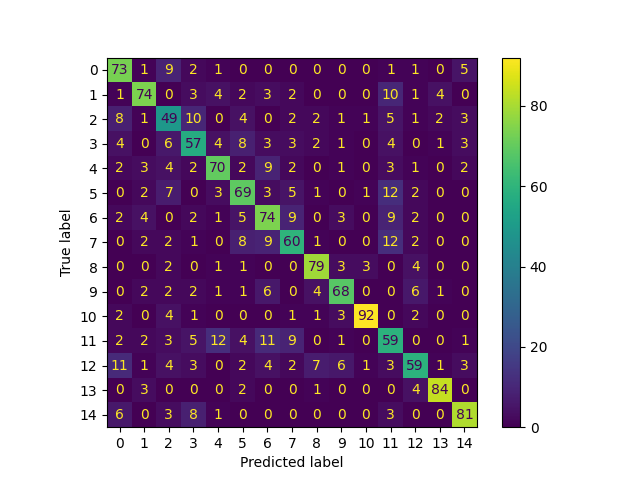 0 73 1 9 2 1 0 0 0 0 0 0 1 1 0 5
1 1 74 0 3 4 2 3 2 0 0 0 10 1 4 0
2 8 1 49 10 0 4 0 2 2 1 1 5 1 2 3
3 4 0 6 57 4 8 3 3 2 1 0 4 0 1 3
4 2 3 4 2 70 2 9 2 0 1 0 3 1 0 2
5 0 2 7 0 3 69 3 5 1 0 1 12 2 0 0
6 2 4 0 2 1 5 74 9 0 3 0 9 2 0 0
7 0 2 2 1 0 8 9 60 1 0 0 12 2 0 0
8 0 0 2 0 1 1 0 0 79 3 3 0 4 0 0
9 0 2 2 2 1 1 6 0 4 68 0 0 6 1 0
10 2 0 4 1 0 0 0 1 1 3 92 0 2 0 0
11 2 2 3 5 12 4 11 9 0 1 0 59 0 0 1
12 11 1 4 3 0 2 4 2 7 6 1 3 59 1 3
13 0 3 0 0 0 2 0 0 1 0 0 0 4 84 0
14 6 0 3 8 1 0 0 0 0 0 0 3 0 0 81
0 1 2 3 4 5 6 7 8 9 10 11 12 13 14
Predicted label
True label
80
60
40
20
0